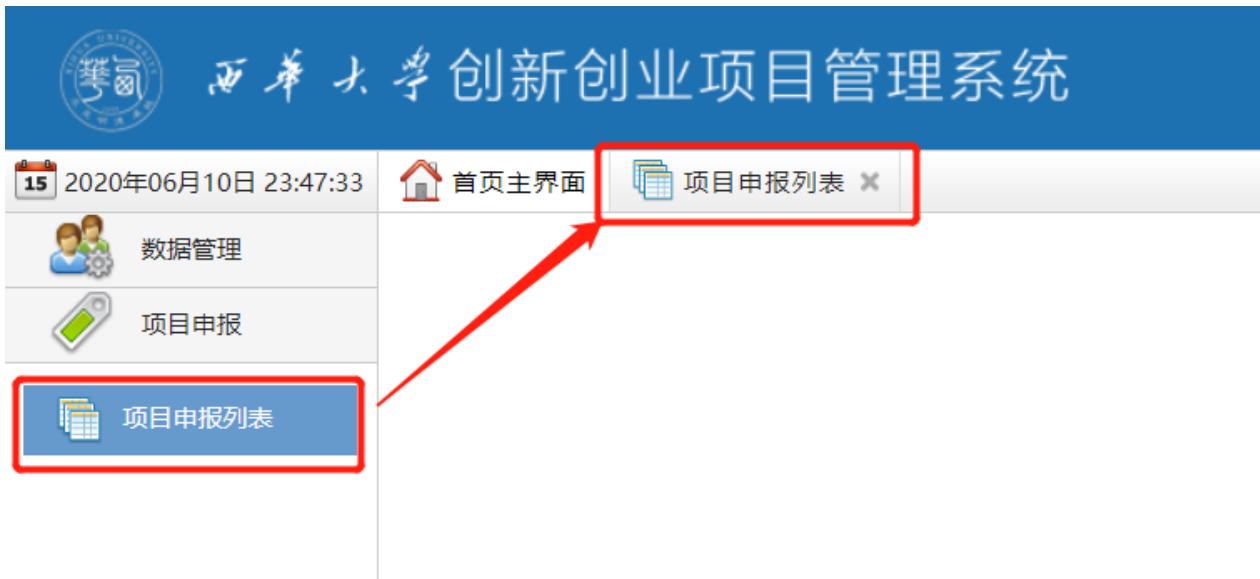 西华大学创新创业项目管理系统
15 2020年06月10日 23:47:33 首页主界面 项目申报列表
数据管理
项目申报
项目申报列表